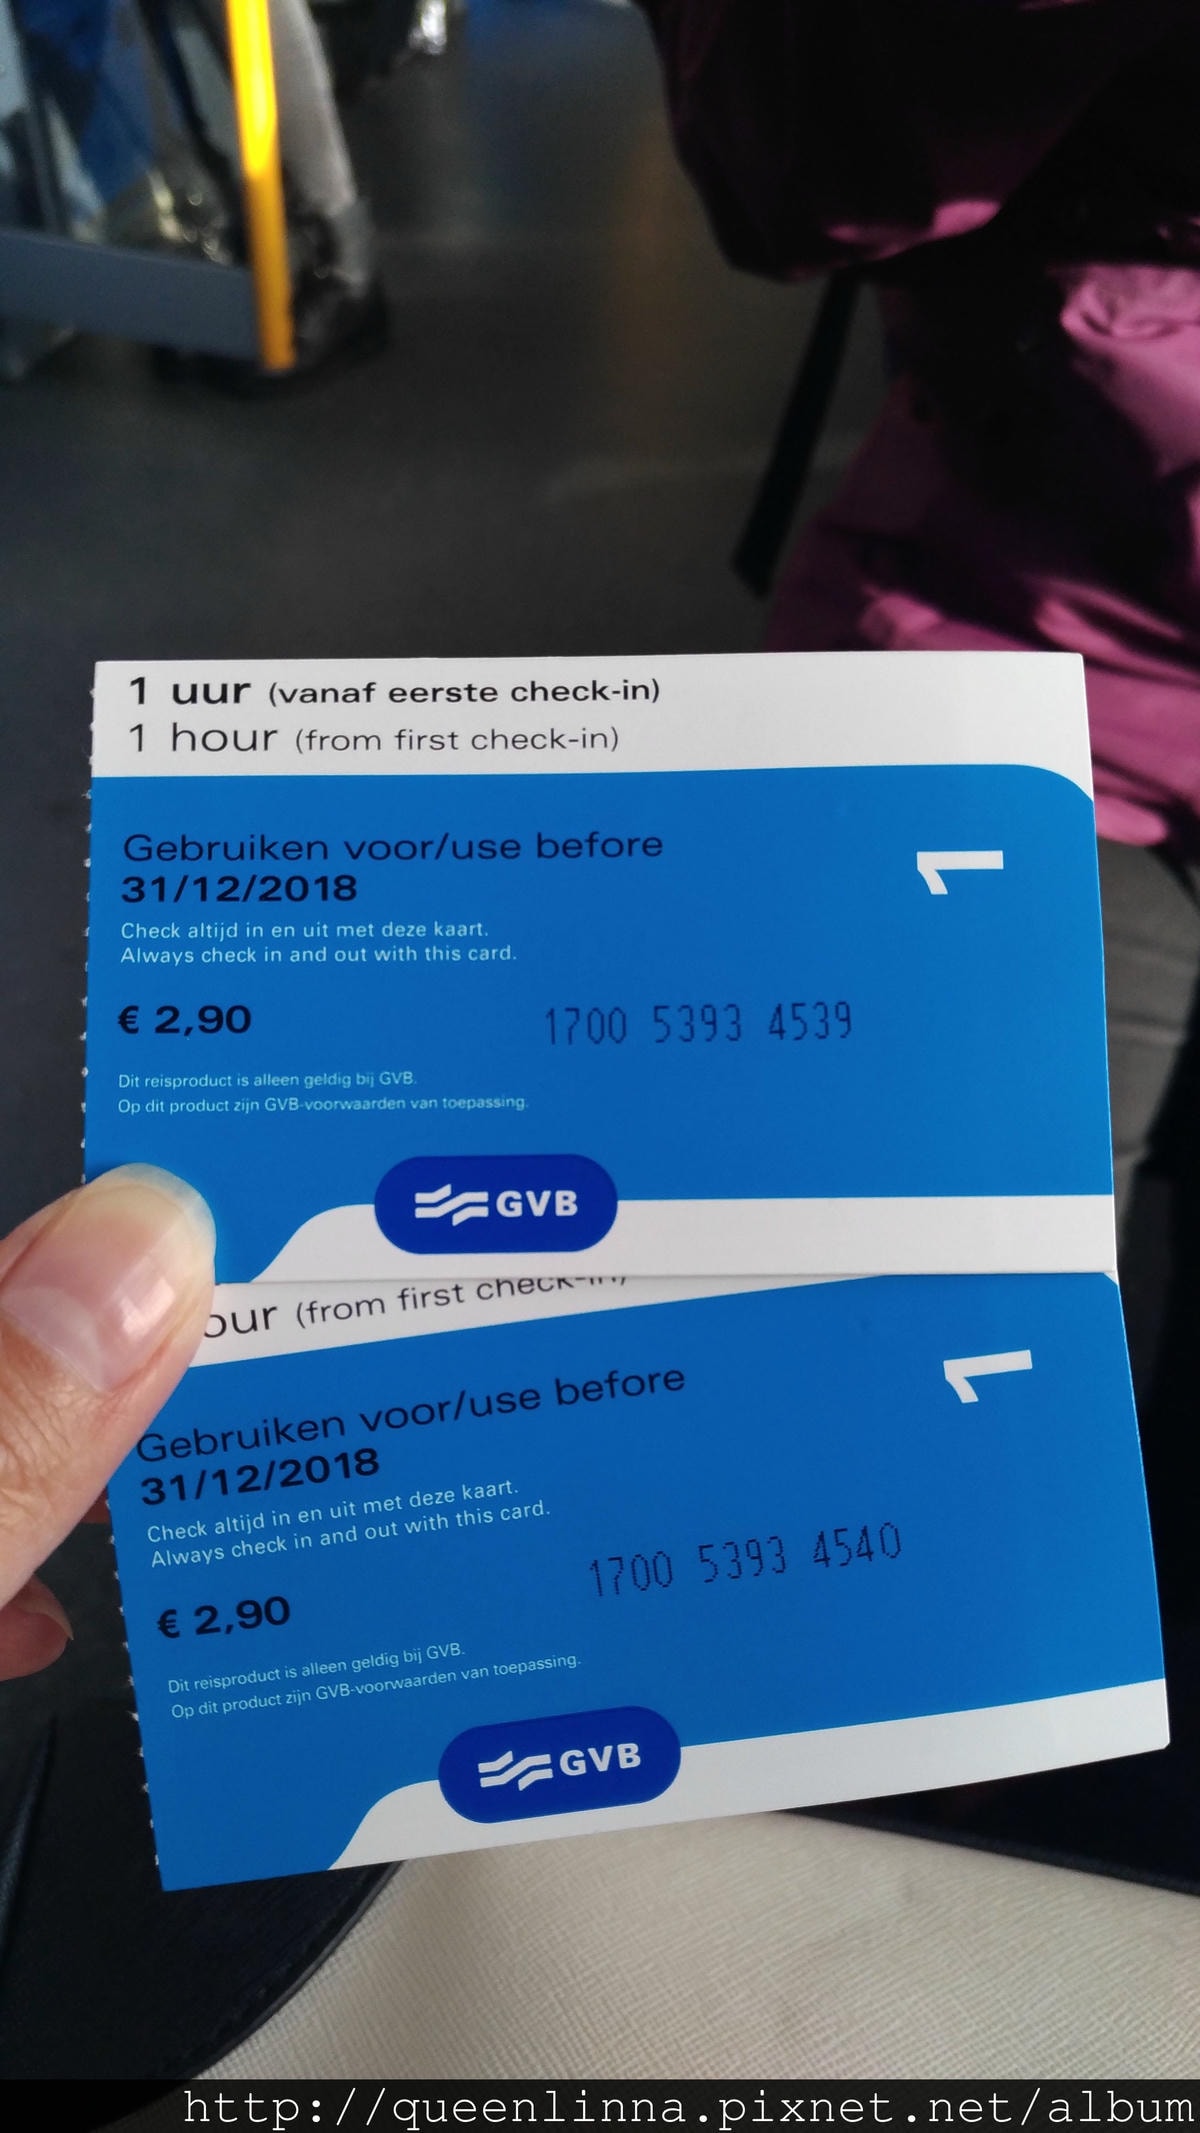 1 uur (vanaf eerste check-in)
1 hour (from first check-in)
Gebruiken voor/use before
31/12/2018
1
Check altijd in en uit met deze kaart.
Always check in and out with this card.
€ 2,90
1700 5393 4539
Dit reisproduct is alleen geldig bij GVB.
Op dit product zijn GVB-voorwaarden van toepassing.
GVB
our (from first check-in)
Gebruiken voor/use before
31/12/2018
1
Check altijd in en uit met deze kaart.
Always check in and out with this card.
€ 2,90
1700 5393 4540
Dit reisproduct is alleen geldig bij GVB.
Op dit product zijn GVB-voorwaarden van toepassing.
GVB
http://queenlinna.pixnet.net/album